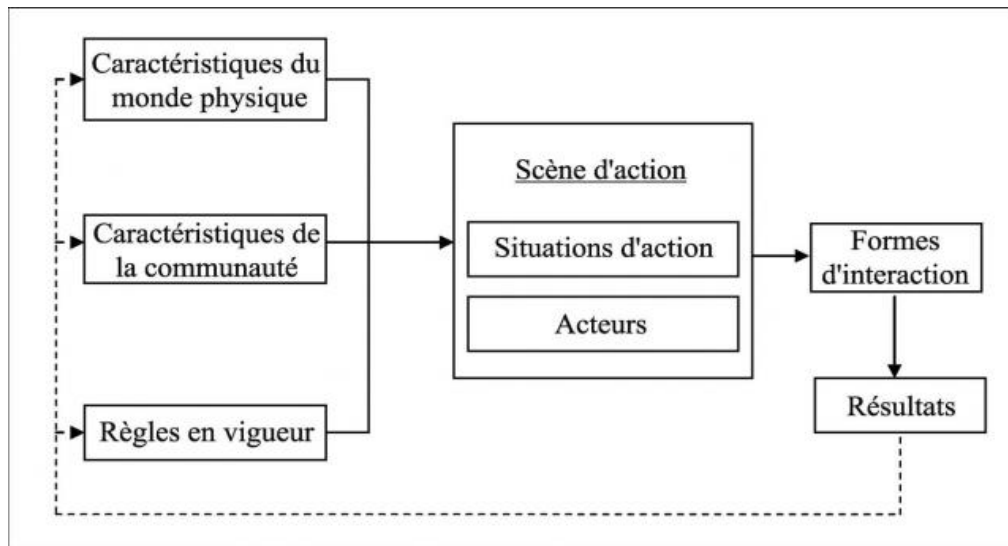 Caractéristiques du
monde physique
Caractéristiques de
la communauté
Règles en vigueur
Scène d'action
Situations d'action
Acteurs
Formes
d'interaction
Résultats